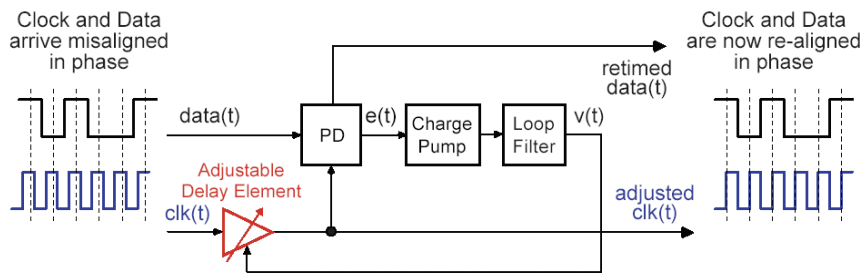 Clock and Data
arrive misaligned
in phase
Clock and Data
are now re-aligned
in phase
retimed
data(t)
data(t)
PD
e(t)
Charge
Pump
Loop
Filter
v(t)
Adjustable
Delay Element
clk(t)
adjusted
clk(t)